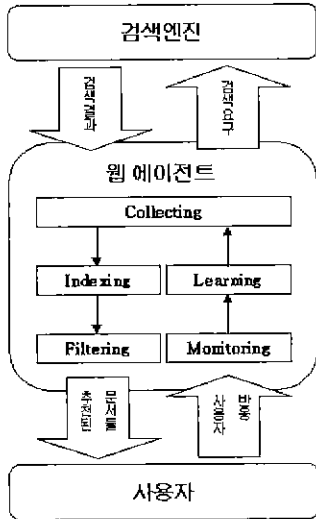 검색엔진
검색결과
검색요구
웹 에이전트
Collecting
Indexing
Learning
Filtering
Monitoring
추천된
문서들
사용자
반응
사용자